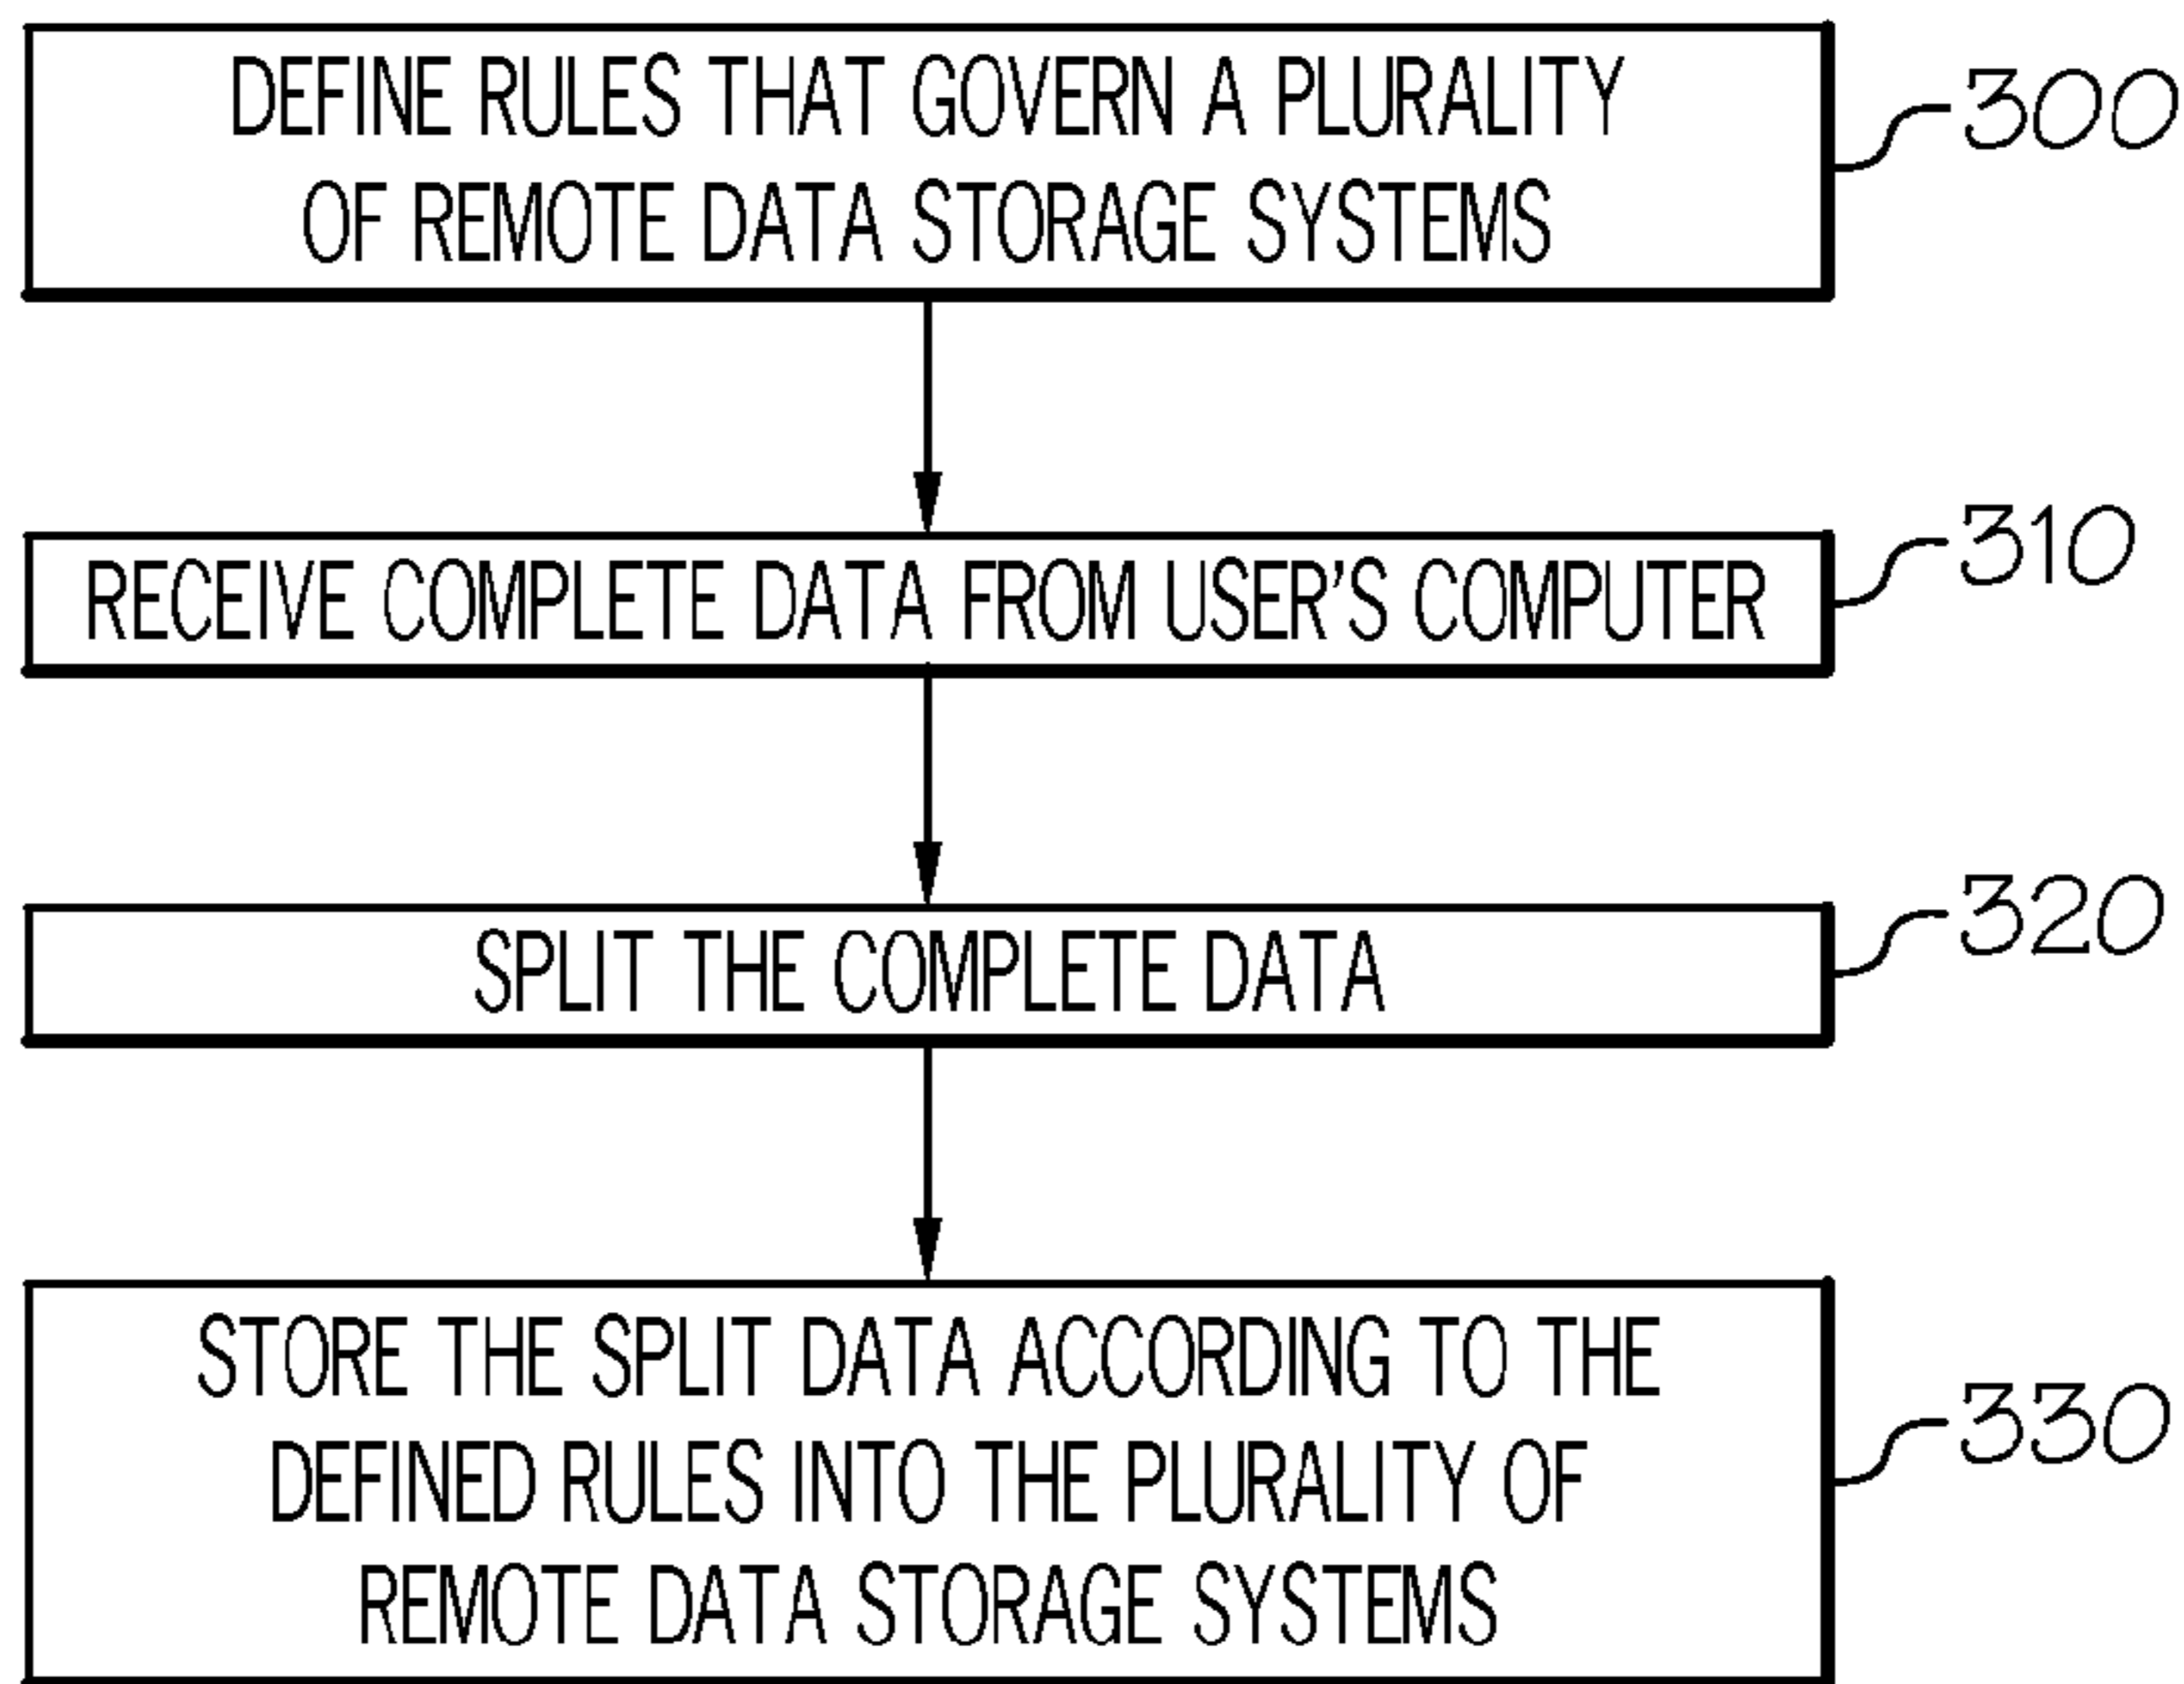 DEFINE RULES THAT GOVERN A PLURALITY
OF REMOTE DATA STORAGE SYSTEMS
300
RECEIVE COMPLETE DATA FROM USER'S COMPUTER
310
SPLIT THE COMPLETE DATA
320
STORE THE SPLIT DATA ACCORDING TO THE
DEFINED RULES INTO THE PLURALITY OF
REMOTE DATA STORAGE SYSTEMS
330